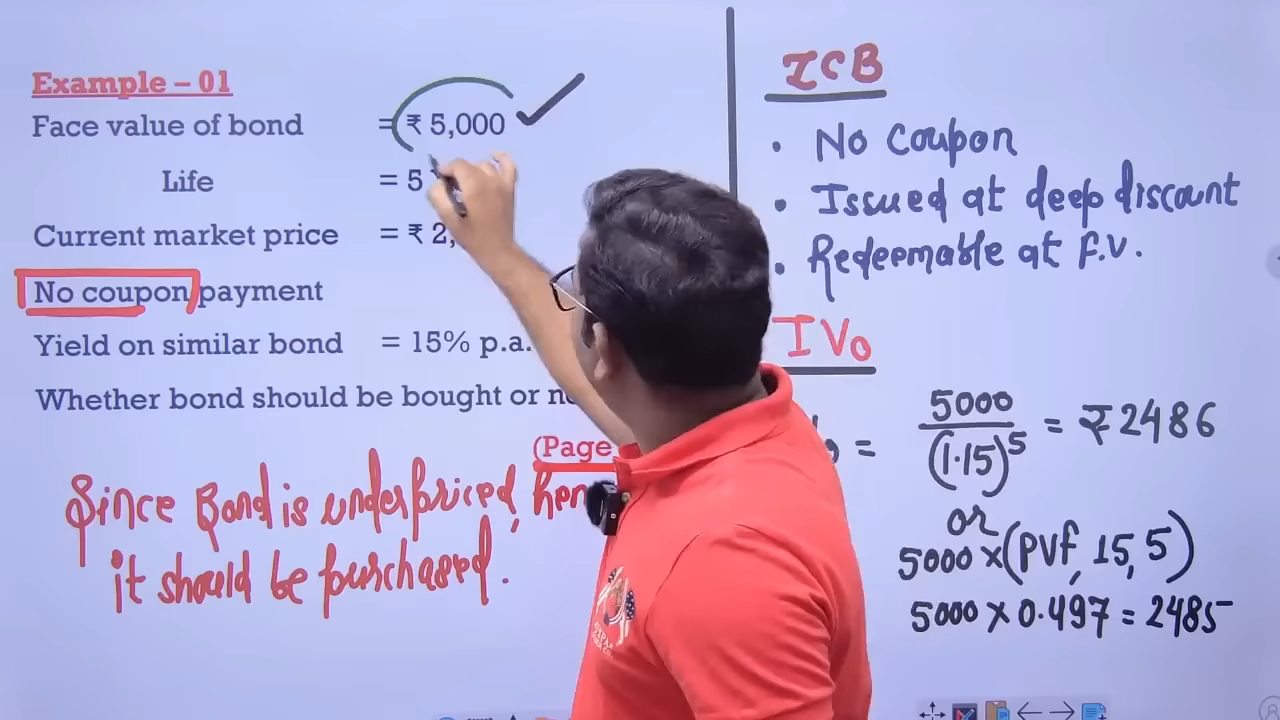 Example – 01
Face value of bond = ₹ 5,000
Life = 5
Current market price = ₹ 2,
No coupon payment
Yield on similar bond = 15% p.a.
Whether bond should be bought or
(Page
Since Bond is underpriced,
it should be purchased.
ZCB
• No Coupon
• Issued at deep discount
• Redeemable at F.V.
IV₀
= 5000 / (1.15)⁵ = ₹ 2486
or
5000 × (PVf, 15, 5)
5000 × 0.497 = 2485